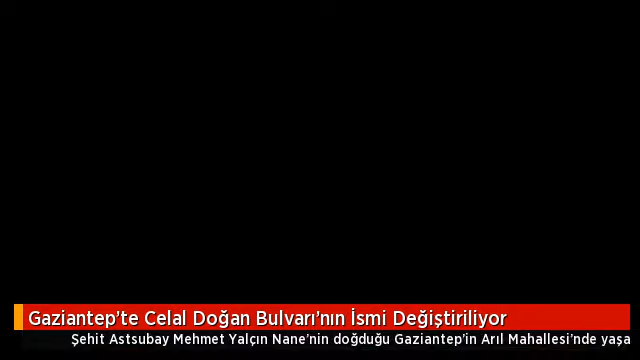 Gaziantep'te Celal Doğan Bulvarı'nın İsmi Değiştiriliyor
Şehit Astsubay Mehmet Yalçın Nane'nin doğduğu Gaziantep'in Arıl Mahallesi'nde yaşa